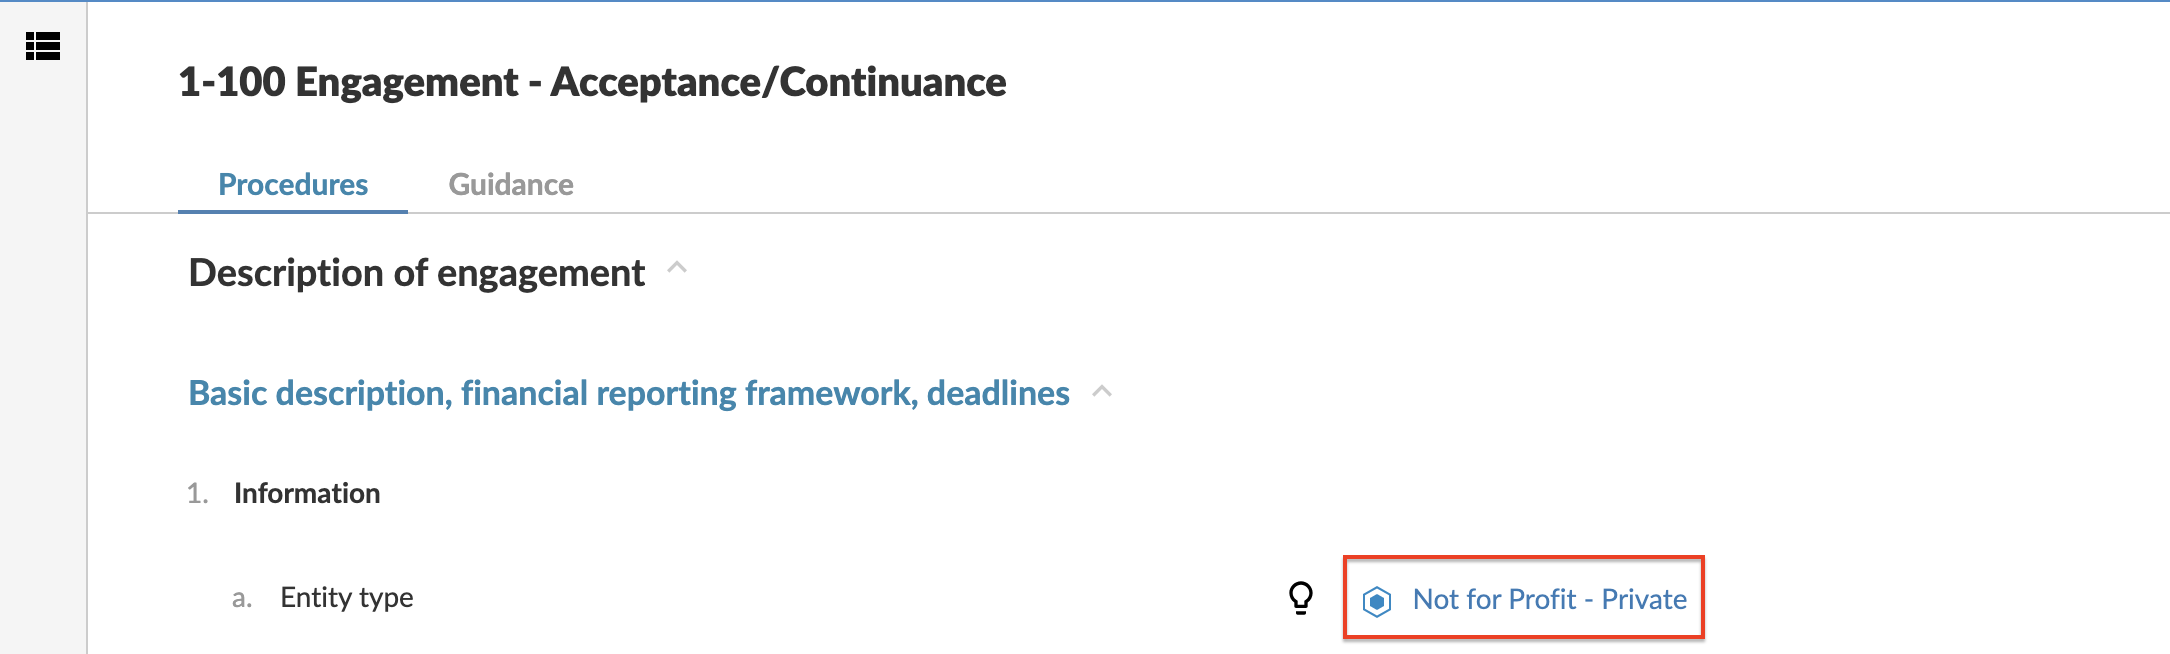 1-100 Engagement - Acceptance/Continuance
Procedures Guidance
Description of engagement
Basic description, financial reporting framework, deadlines
1. Information
a. Entity type Not for Profit - Private